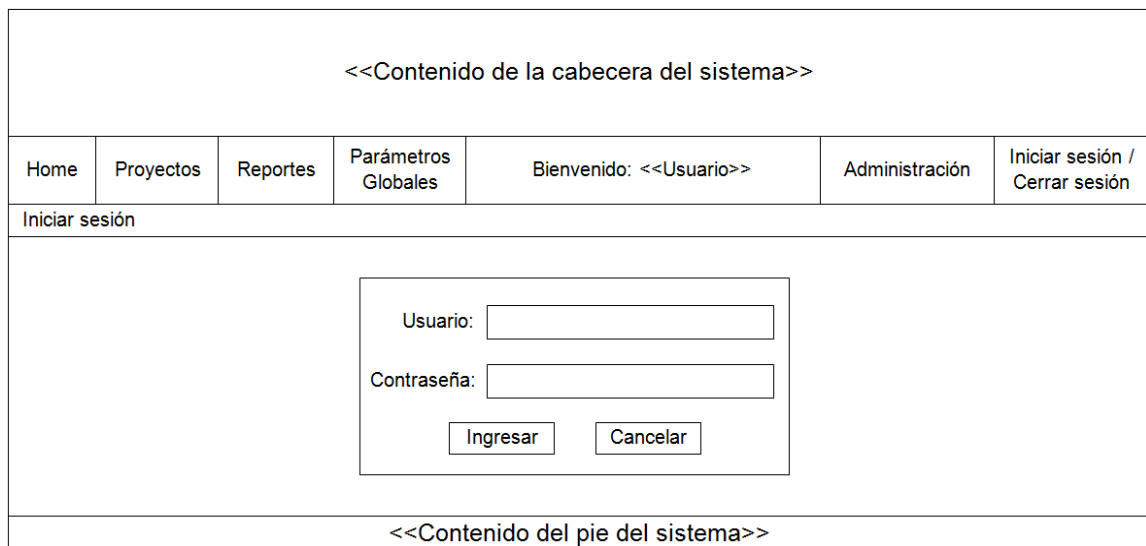 <<Contenido de la cabecera del sistema>>
Home
Proyectos
Reportes
Parámetros
Globales
Bienvenido: <<Usuario>>
Administración
Iniciar sesión /
Cerrar sesión
Iniciar sesión
Usuario:
Contraseña:
Ingresar
Cancelar
<<Contenido del pie del sistema>>